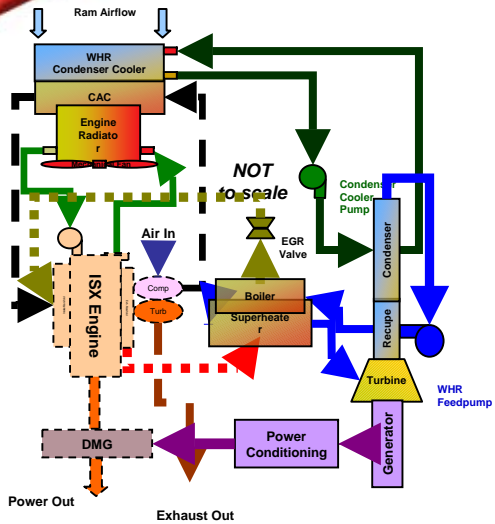 Ram Airflow
WHR
Condenser Cooler
CAC
Engine
Radiato
r
NOT
to scale
Condenser
Cooler
Pump
Air In
EGR
Valve
Condenser
ISX Engine
Comp
Turb
Boiler
Superheate
r
Recupe
Turbine
WHR
Feedpump
Generator
Power
Conditioning
DMG
Power Out
Exhaust Out